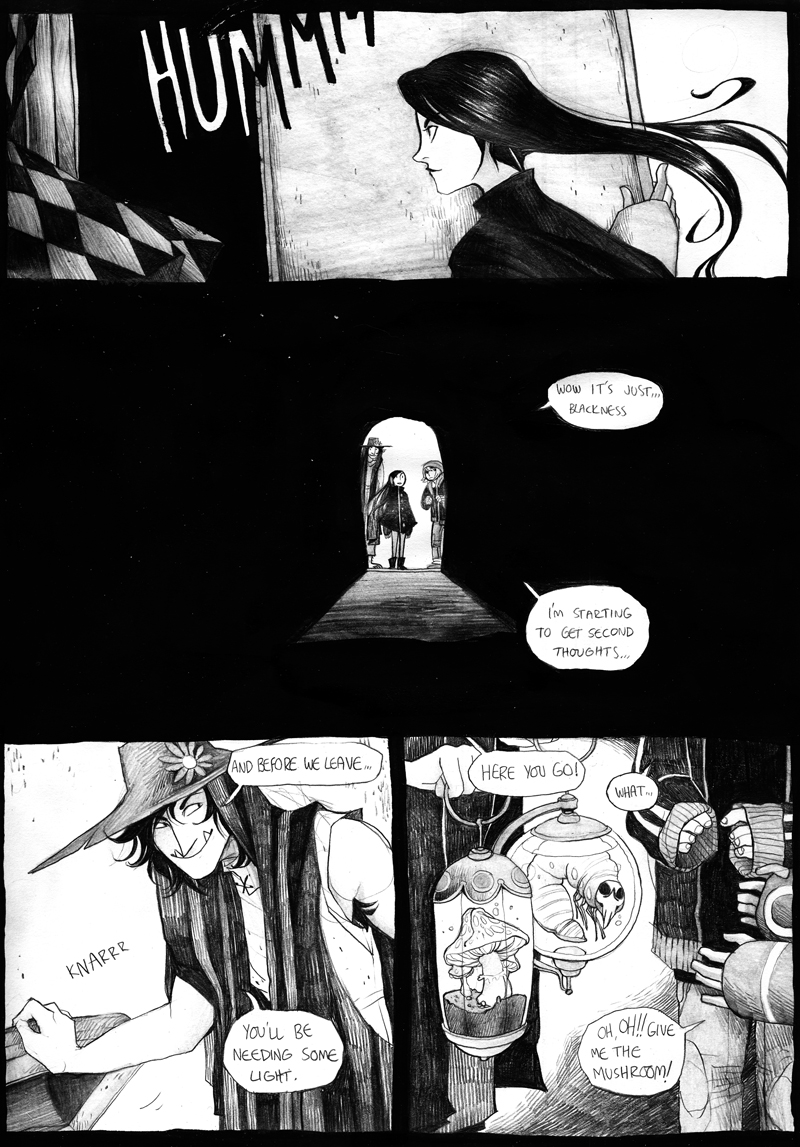 HUMMMM
WOW IT'S JUST...
BLACKNESS
I'M STARTING
TO GET SECOND
THOUGHTS...
AND BEFORE WE LEAVE...
KNARRR
YOU'LL BE
NEEDING SOME
LIGHT.
HERE YOU GO!
WHAT...
OH, OH!! GIVE
ME THE
MUSHROOM!